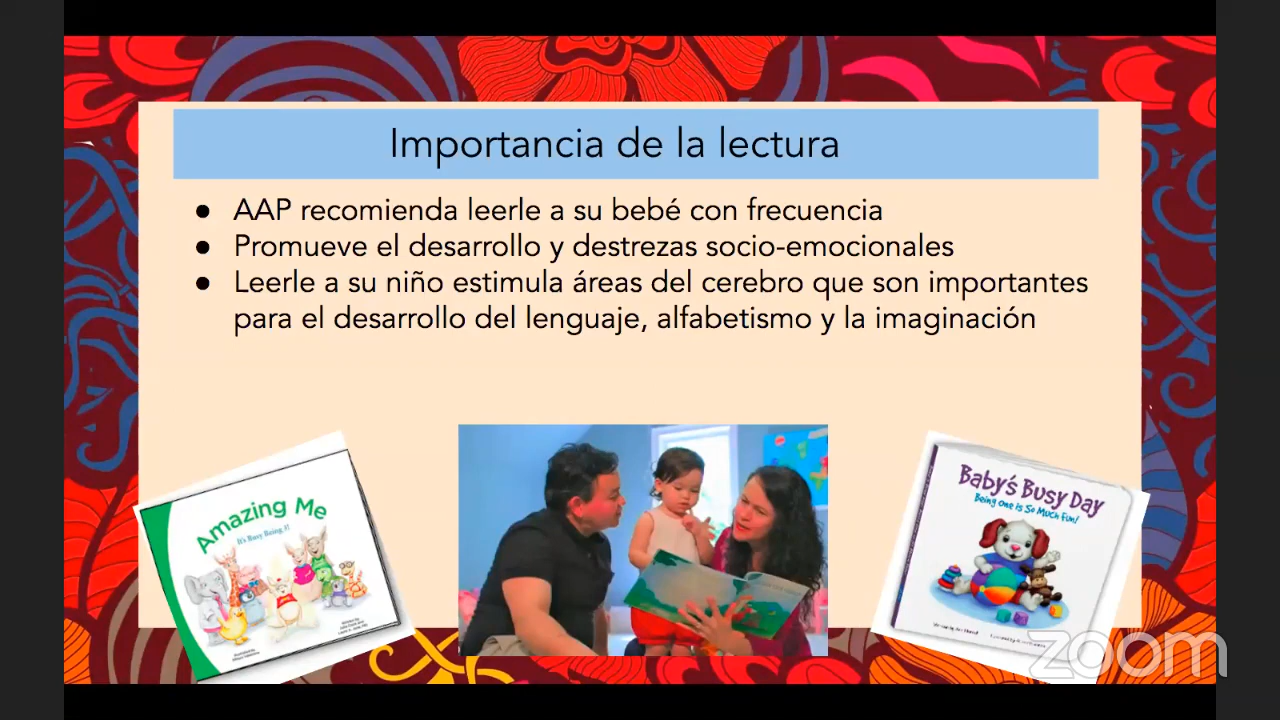 Importancia de la lectura
● AAP recomienda leerle a su bebé con frecuencia
● Promueve el desarrollo y destrezas socio-emocionales
● Leerle a su niño estimula áreas del cerebro que son importantes
para el desarrollo del lenguaje, alfabetismo y la imaginación
Amazing Me
It's Busy Being 1!
Baby's Busy Day
Being one is So Much Fun!
zoom